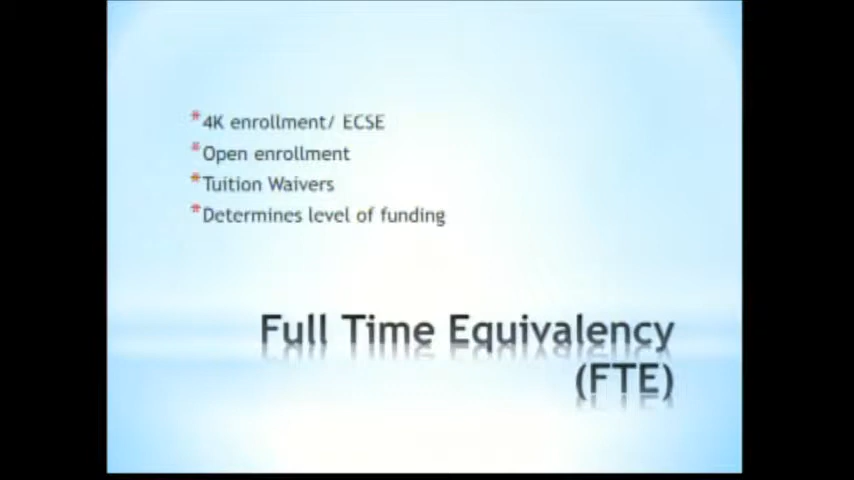 *4K enrollment/ ECSE
*Open enrollment
*Tuition Waivers
*Determines level of funding
Full Time Equivalency
(FTE)